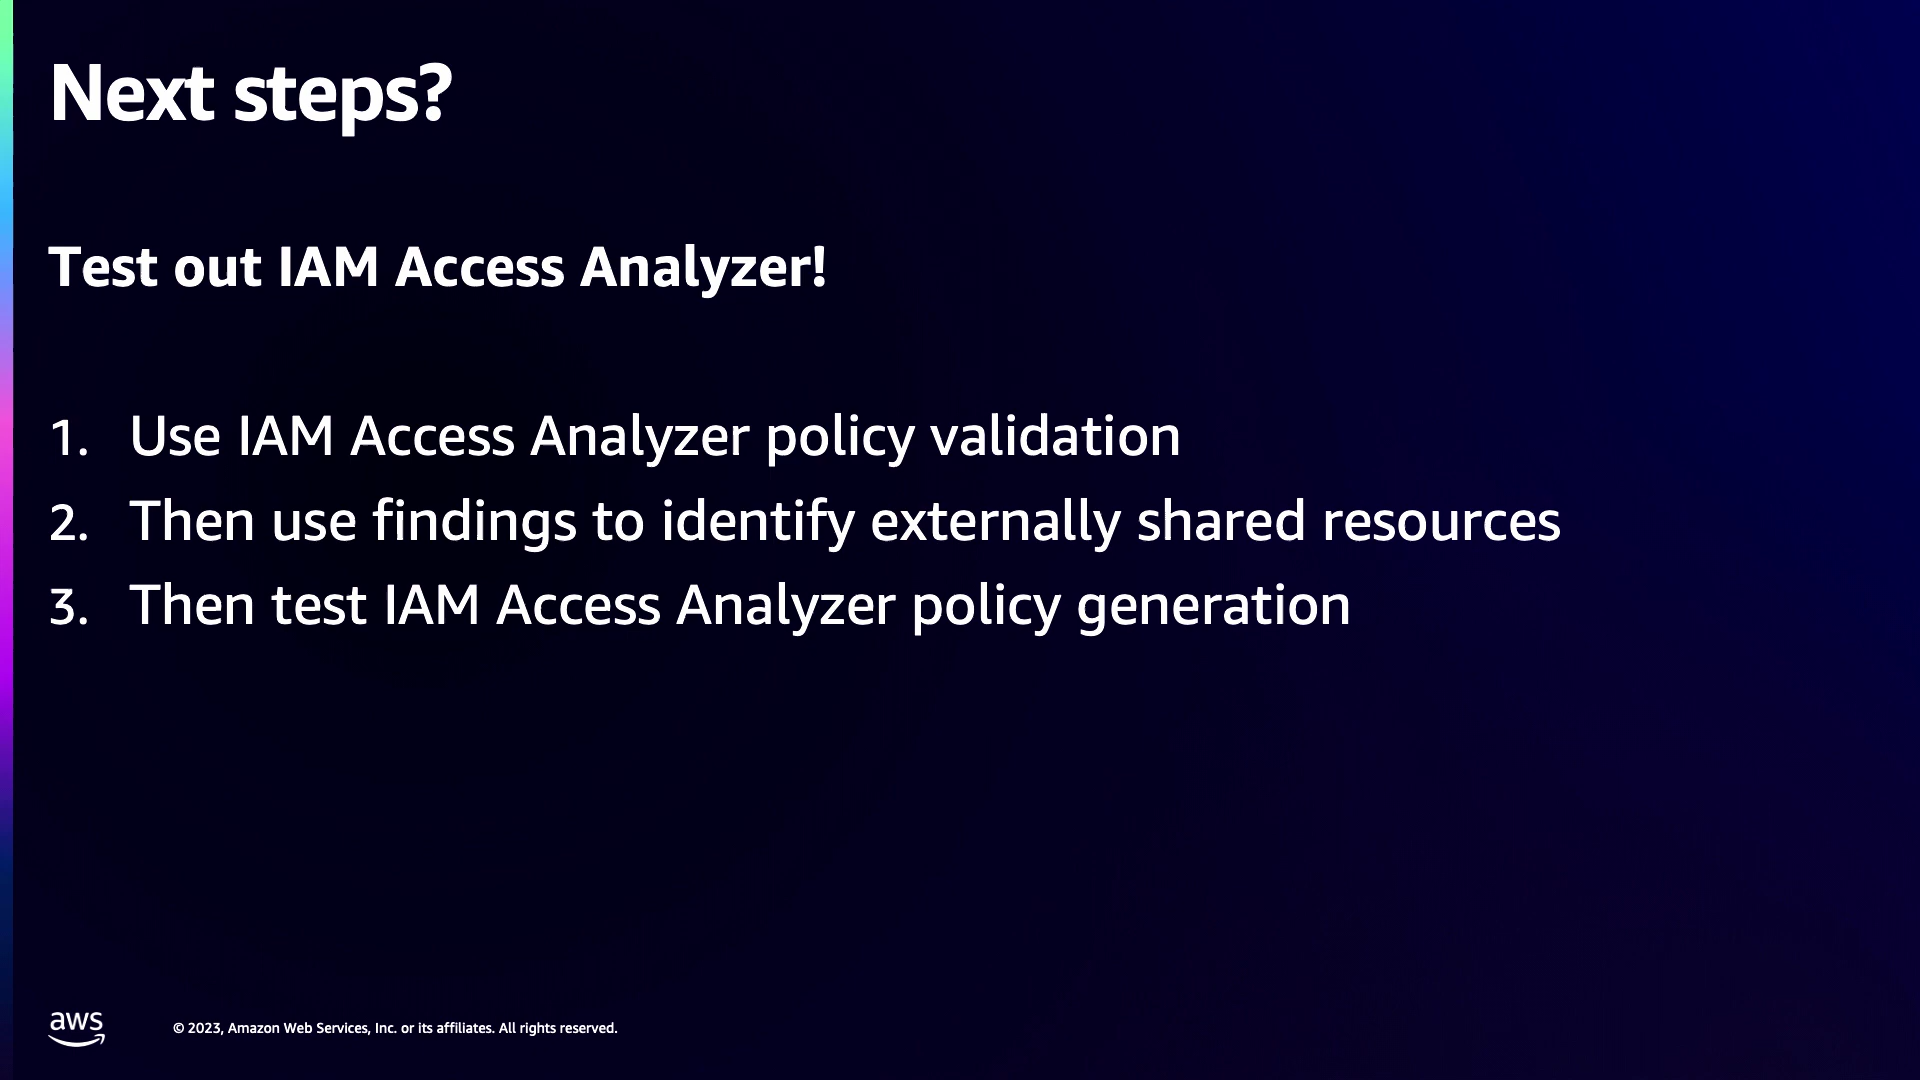 Next steps?
Test out IAM Access Analyzer!
1. Use IAM Access Analyzer policy validation
2. Then use findings to identify externally shared resources
3. Then test IAM Access Analyzer policy generation
aws
© 2023, Amazon Web Services, Inc. or its affiliates. All rights reserved.